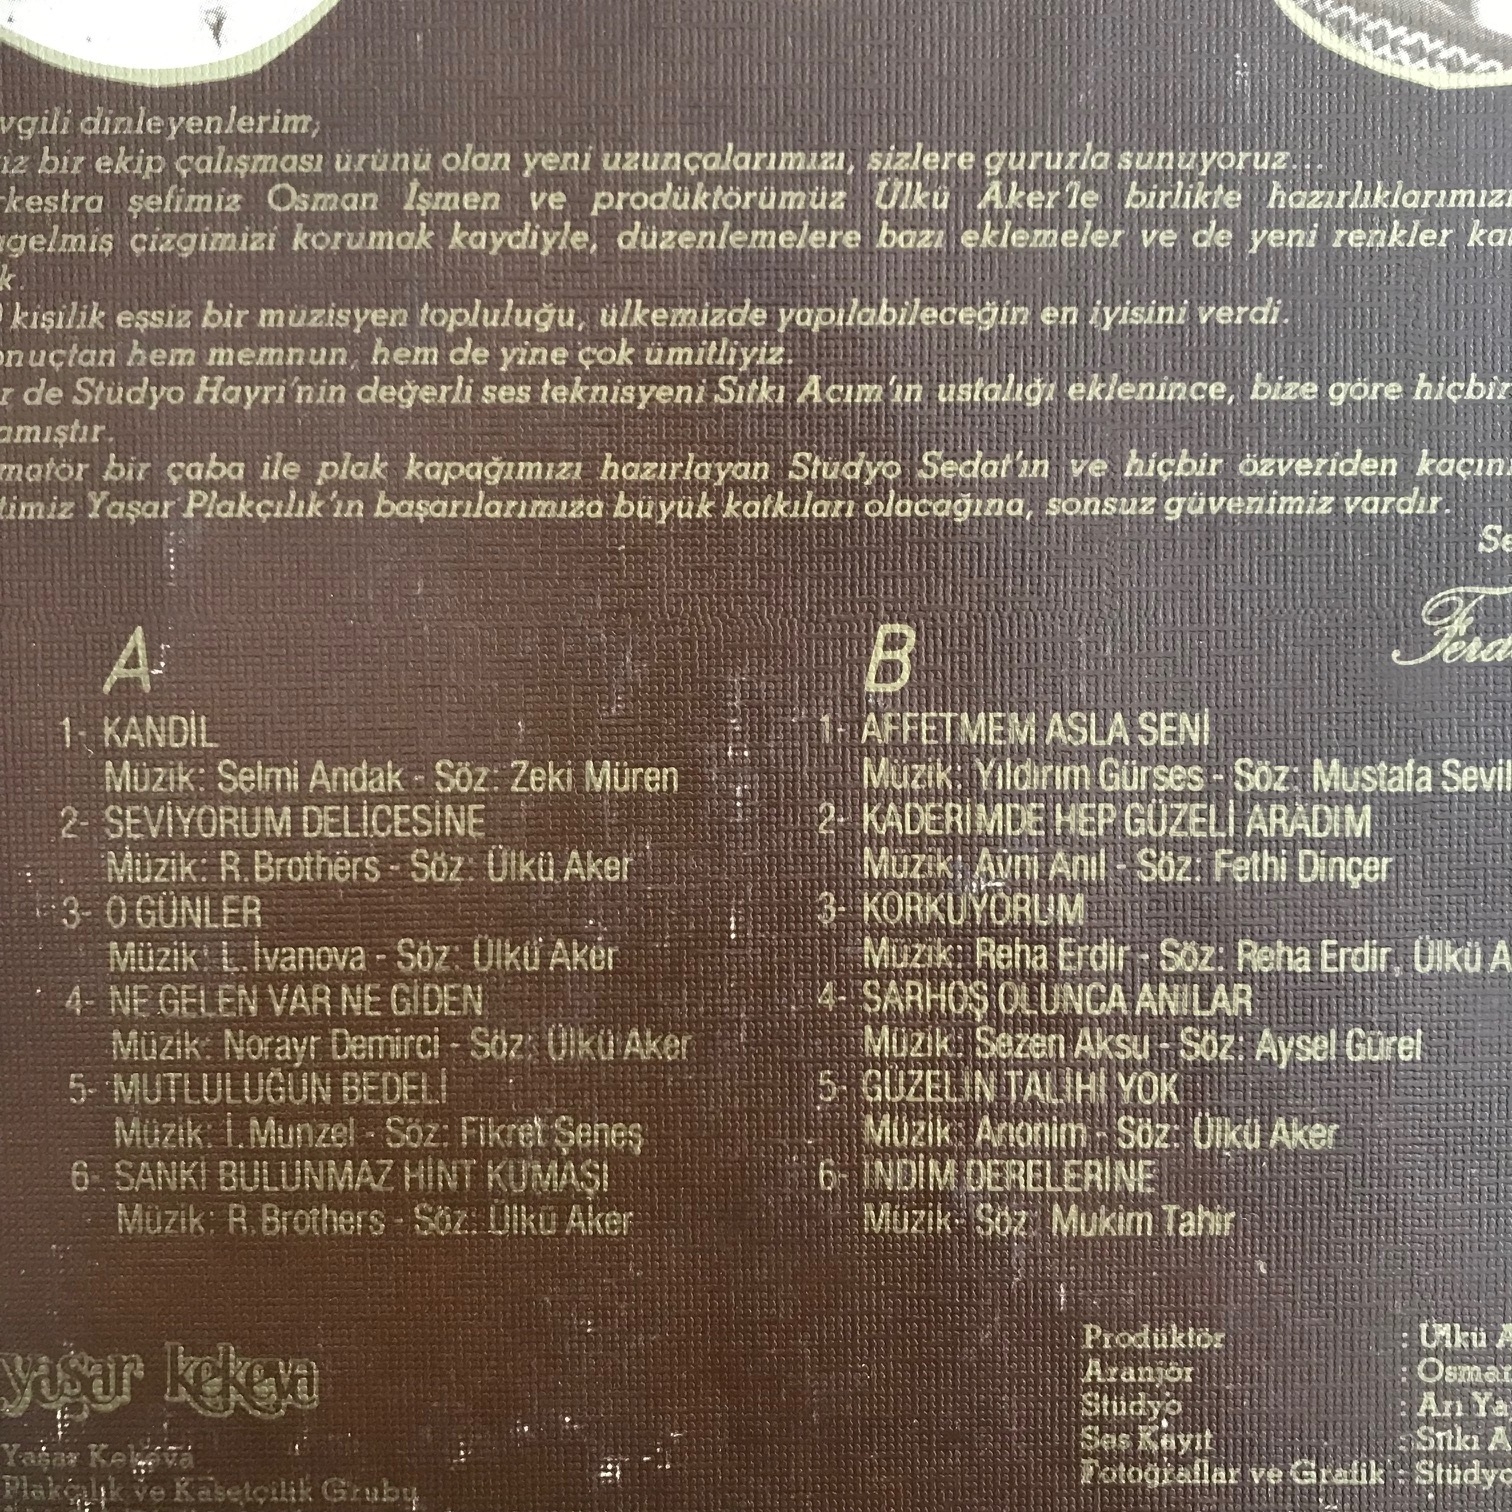 vgili dinleyenlerim,
iz bir ekip çalışması ürünü olan yeni uzunçalarımızı, sizlere gururla sunuyoruz...
rkestra şefimiz Osman İşmen ve prodüktörümüz Ülkü Aker'le birlikte hazırlıklarımız
gelmiş çizgimizi korumak kaydiyle, düzenlemelere bazı eklemeler ve de yeni renkler kat
k.
kişilik eşsiz bir müzisyen topluluğu, ülkemizde yapılabileceğin en iyisini verdi.
onuçtan hem memnun, hem de yine çok ümitliyiz.
r de Stüdyo Hayri'nin değerli ses teknisyeni Sıtkı Acım'ın ustalığı eklenince, bize göre hiçbir
amıştır.
matör bir çaba ile plak kapağımızı hazırlayan Stüdyo Sedat'ın ve hiçbir özveriden kaçın
timiz Yaşar Plakçılık'ın başarılarımıza büyük katkıları olacağına, sonsuz güvenimiz vardır.
Se
Ferd
A
1- KANDİL
Müzik: Selmi Andak - Söz: Zeki Müren
2- SEVİYORUM DELİCESİNE
Müzik: R. Brothers - Söz: Ülkü Aker
3- O GÜNLER
Müzik: L. İvanova - Söz: Ülkü Aker
4- NE GELEN VAR NE GİDEN
Müzik: Norayr Demirci - Söz: Ülkü Aker
5- MUTLULUĞUN BEDELİ
Müzik: İ. Munzel - Söz: Fikret Şeneş
6- SANKİ BULUNMAZ HİNT KUMAŞI
Müzik: R. Brothers - Söz: Ülkü Aker
B
1- AFFETMEM ASLA SENİ
Müzik: Yıldırım Gürses - Söz: Mustafa Sevil
2- KADERİMDE HEP GÜZELİ ARADIM
Müzik: Avni Anıl - Söz: Fethi Dinçer
3- KORKUYORUM
Müzik: Reha Erdir - Söz: Reha Erdir, Ülkü A
4- SARHOŞ OLUNCA ANILAR
Müzik: Sezen Aksu - Söz: Aysel Gürel
5- GÜZELİN TALİHİ YOK
Müzik: Anonim - Söz: Ülkü Aker
6- İNDİM DERELERİNE
Müzik- Söz: Mukim Tahir
yaşar kekeva
Yaşar Kekeva
Plakçılık ve Kasetçilik Grubu
Prodüktör : Ülkü A
Aranjör : Osman
Stüdyo : Arı Ya
Ses Kayıt : Sıtkı A
Fotoğraflar ve Grafik : Stüdyo